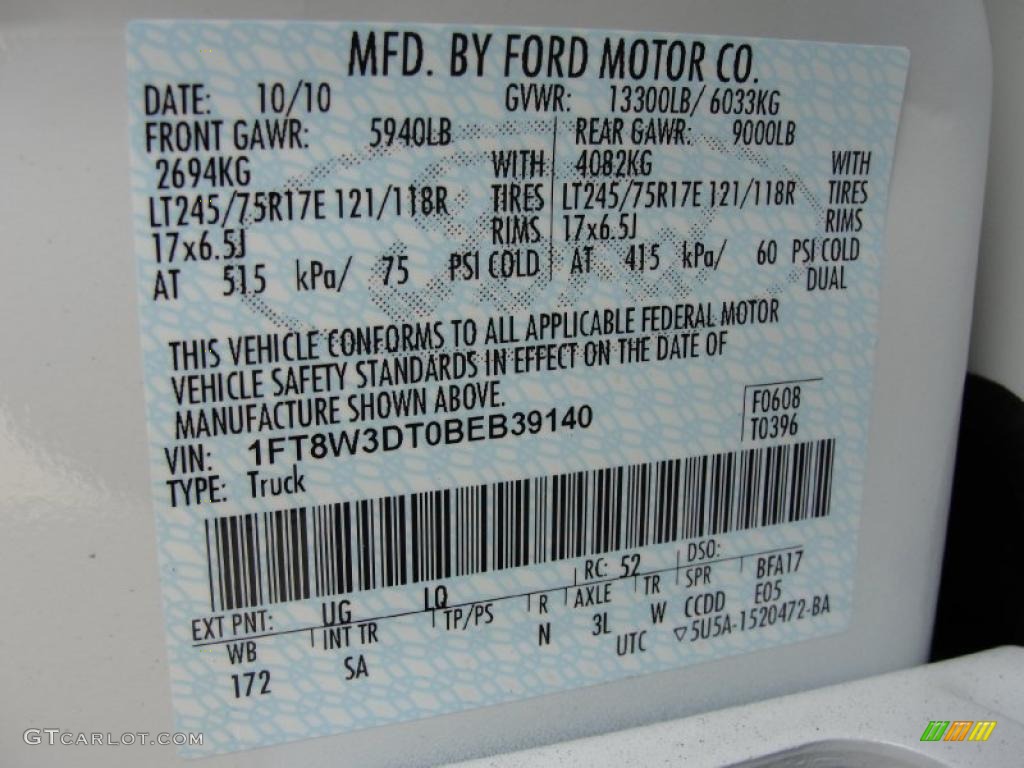 MFD. BY FORD MOTOR CO.
DATE: 10/10 GVWR: 13300LB/ 6033KG
FRONT GAWR: 5940LB REAR GAWR: 9000LB
2694KG WITH 4082KG WITH
LT245/75R17E 121/118R TIRES LT245/75R17E 121/118R TIRES
17x6.5J RIMS 17x6.5J RIMS
AT 515 kPa/ 75 PSI COLD AT 415 kPa/ 60 PSI COLD
DUAL
THIS VEHICLE CONFORMS TO ALL APPLICABLE FEDERAL MOTOR
VEHICLE SAFETY STANDARDS IN EFFECT ON THE DATE OF
MANUFACTURE SHOWN ABOVE.
F0608
T0396
VIN: 1FT8W3DT0BEB39140
TYPE: Truck
EXT PNT: UG LQ RC: 52 DSO:
WB INT TR TP/PS R AXLE TR SPR BFA17
172 SA N 3L W CCDD E05
UTC ▽5U5A-1520472-BA
GTCARLOT.COM